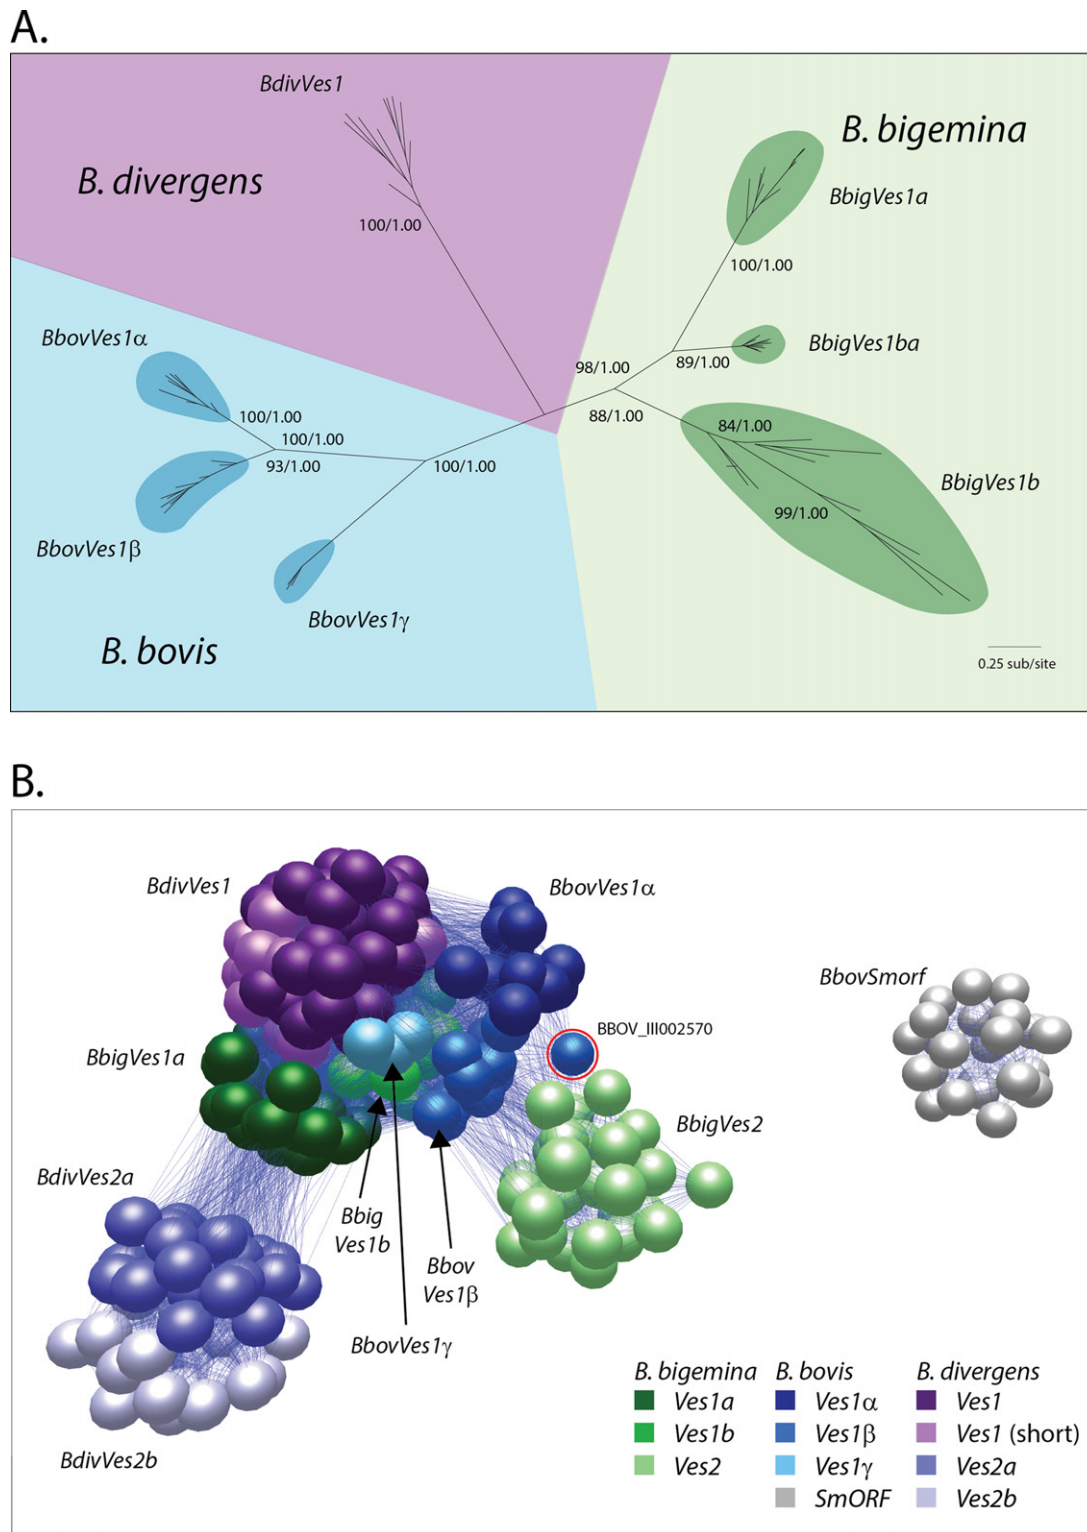 A.
BdivVes1
B. divergens
B. bigemina
BbigVes1a
100/1.00
100/1.00
BbovVes1α
BbigVes1ba
98/1.00
89/1.00
88/1.00
100/1.00
84/1.00
100/1.00
93/1.00
100/1.00
BbigVes1b
99/1.00
BbovVes1β
BbovVes1γ
B. bovis
0.25 sub/site
B.
BdivVes1
BbovVes1α
BbovSmorf
BBOV_III002570
BbigVes1a
BbigVes2
BdivVes2a
Bbig
Ves1b
Bbov
Ves1β
BbovVes1γ
BdivVes2b
B. bigemina B. bovis B. divergens
Ves1a Ves1α Ves1
Ves1b Ves1β Ves1 (short)
Ves2 Ves1γ Ves2a
SmORF Ves2b